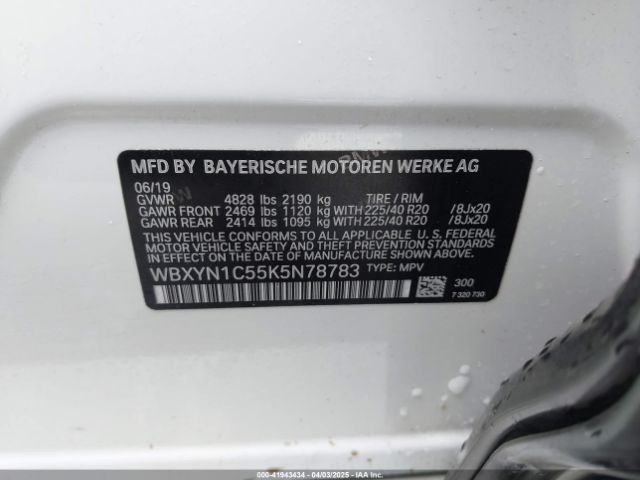 MFD BY BAYERISCHE MOTOREN WERKE AG
06/19
GVWR 4828 lbs 2190 kg TIRE / RIM
GAWR FRONT 2469 lbs 1120 kg WITH 225/40 R20 /8Jx20
GAWR REAR 2414 lbs 1095 kg WITH 225/40 R20 /8Jx20
THIS VEHICLE CONFORMS TO ALL APPLICABLE U. S. FEDERAL
MOTOR VEHICLE SAFETY, BUMPER, AND THEFT PREVENTION
STANDARDS IN EFFECT ON THE DATE OF MANUFACTURE SHOWN ABOVE.
WBXYN1C55K5N78783 TYPE: MPV
300
7 320 730
000-41943434 04/03/2025 IAAI.COM